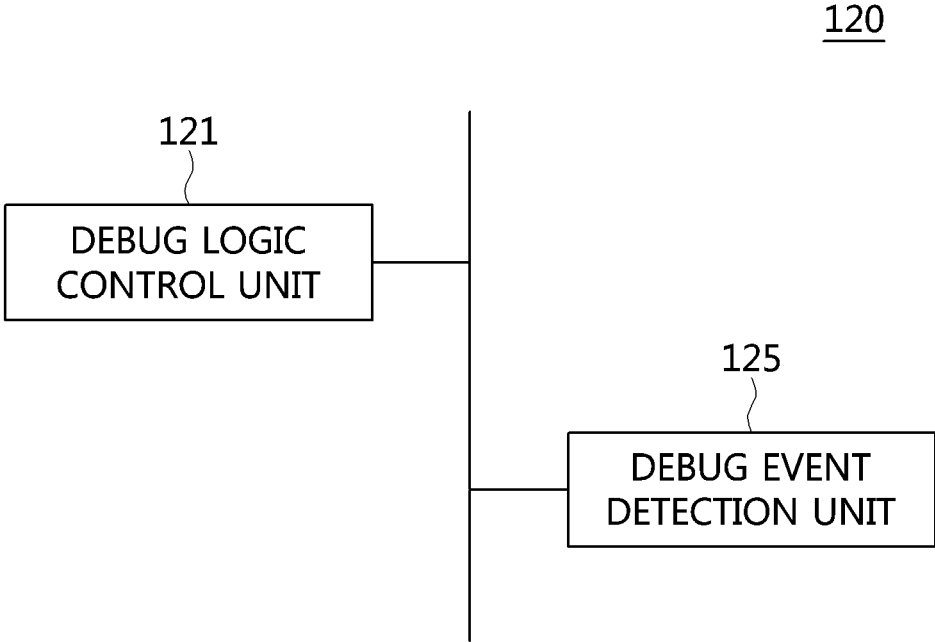 120
121
DEBUG LOGIC
CONTROL UNIT
125
DEBUG EVENT
DETECTION UNIT